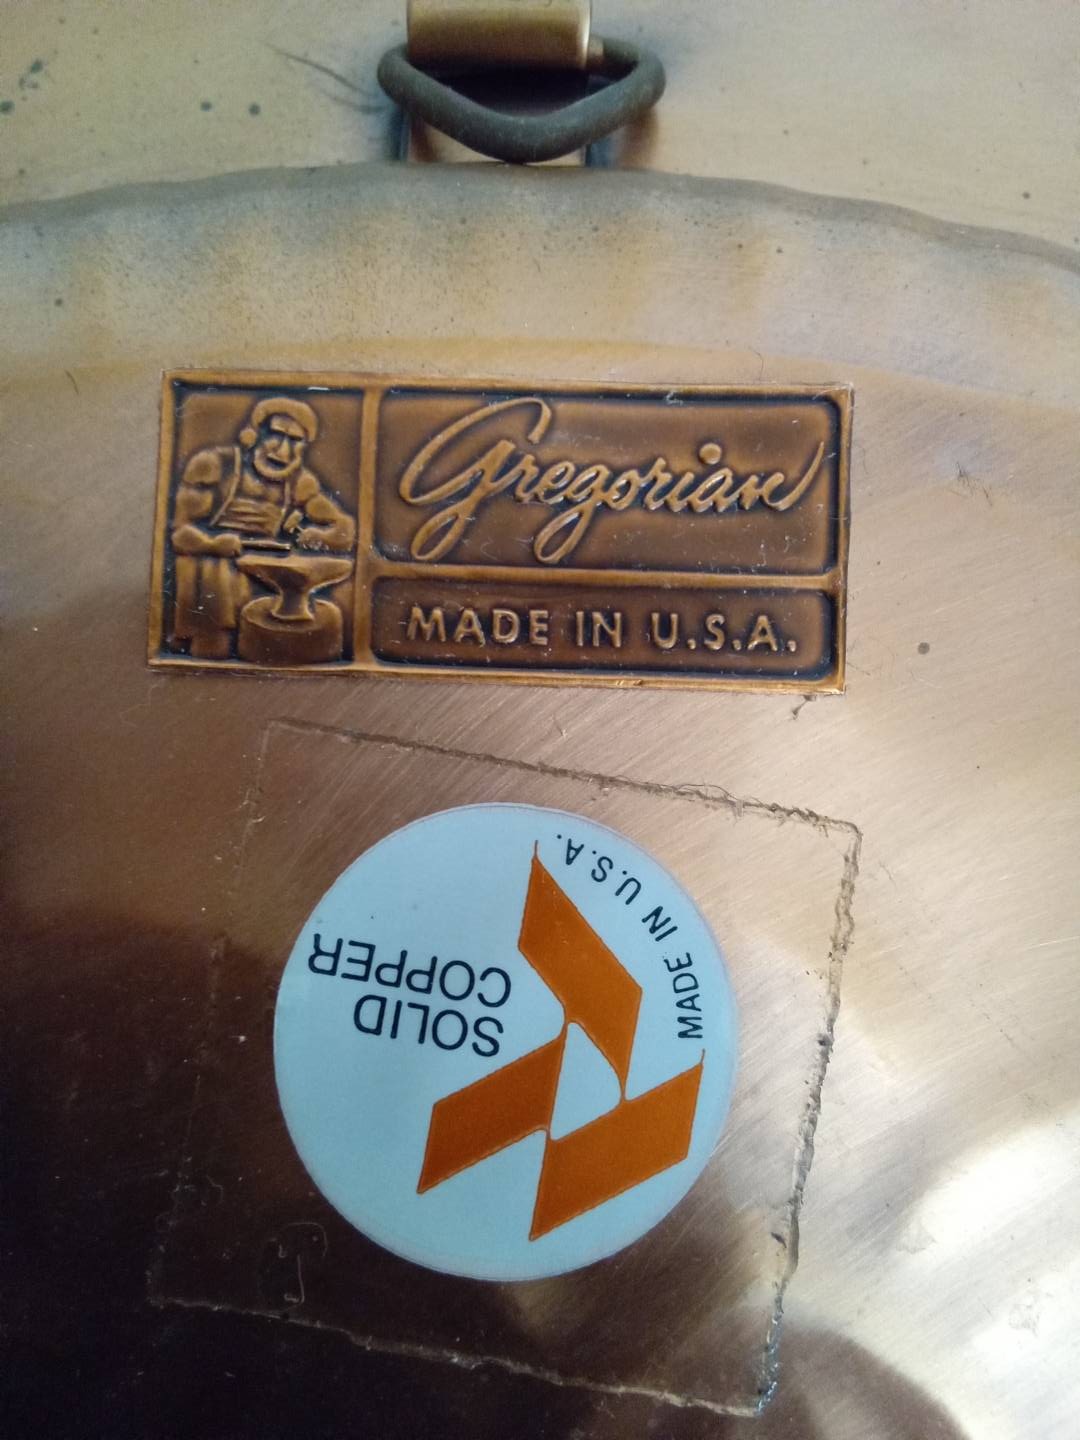 Gregorian
MADE IN U.S.A.
MADE IN U.S.A.
SOLID
COPPER